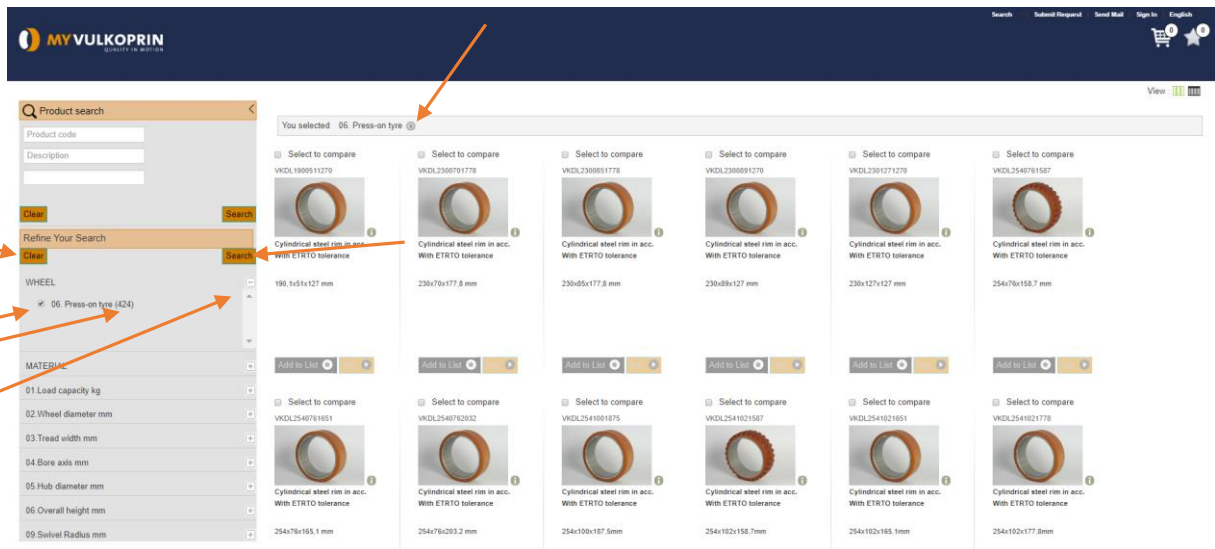 Search Submit Request Send Mail Sign In English
MYVULKOPRIN
QUALITY IN MOTION
0 0
View :
Product search
Product code
Description
Clear Search
Refine Your Search
Clear Search
WHEEL
06. Press-on tyre (424)
MATERIAL
01.Load capacity kg
02.Wheel diameter mm
03.Tread width mm
04.Bore axis mm
05.Hub diameter mm
06.Overall height mm
09.Swivel Radius mm
You selected 06. Press-on tyre
Select to compare Select to compare Select to compare Select to compare Select to compare Select to compare
VKDL1900511270 VKDL2300701778 VKDL2300851778 VKDL2300891270 VKDL2301271270 VKDL2540761587
Cylindrical steel rim in acc. Cylindrical steel rim in acc. Cylindrical steel rim in acc. Cylindrical steel rim in acc. Cylindrical steel rim in acc. Cylindrical steel rim in acc.
With ETRTO tolerance With ETRTO tolerance With ETRTO tolerance With ETRTO tolerance With ETRTO tolerance With ETRTO tolerance
190,1x51x127 mm 230x70x177,8 mm 230x85x177,8 mm 230x89x127 mm 230x127x127 mm 254x76x158,7 mm
Add to List Add to List Add to List Add to List Add to List Add to List
Select to compare Select to compare Select to compare Select to compare Select to compare Select to compare
VKDL2540761651 VKDL2540762032 VKDL2541001875 VKDL2541021587 VKDL2541021651 VKDL2541021778
Cylindrical steel rim in acc. Cylindrical steel rim in acc. Cylindrical steel rim in acc. Cylindrical steel rim in acc. Cylindrical steel rim in acc. Cylindrical steel rim in acc.
With ETRTO tolerance With ETRTO tolerance With ETRTO tolerance With ETRTO tolerance With ETRTO tolerance With ETRTO tolerance
254x76x165,1 mm 254x76x203,2 mm 254x100x187,5mm 254x102x158,7mm 254x102x165,1mm 254x102x177,8mm